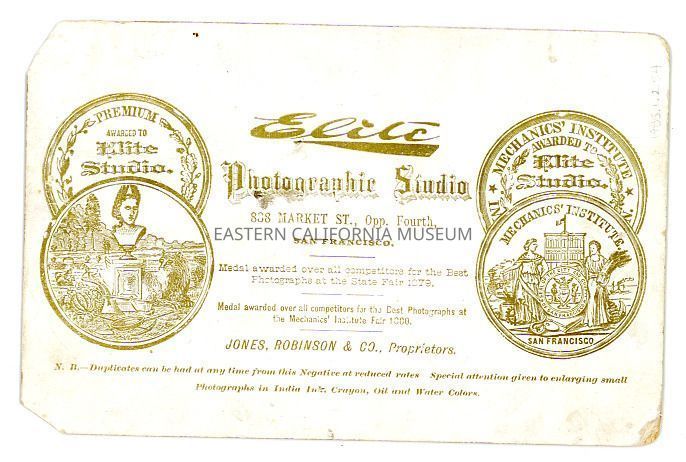 PREMIUM
AWARDED TO
Elite
Studio.
Elite
Photographic Studio
838 MARKET ST., Opp. Fourth,
SAN FRANCISCO.
EASTERN CALIFORNIA MUSEUM
Medal awarded over all competitors for the Best
Photographs at the State Fair 1879.
Medal awarded over all competitors for the Best Photographs at
the Mechanics' Institute Fair 1880.
JONES, ROBINSON & CO., Proprietors.
MECHANICS' INSTITUTE
AWARDED TO
Elite
Studio.
MECHANICS' INSTITUTE.
SAN FRANCISCO
N. B.—Duplicates can be had at any time from this Negative at reduced rates Special attention given to enlarging small
Photographs in India Ink, Crayon, Oil and Water Colors.